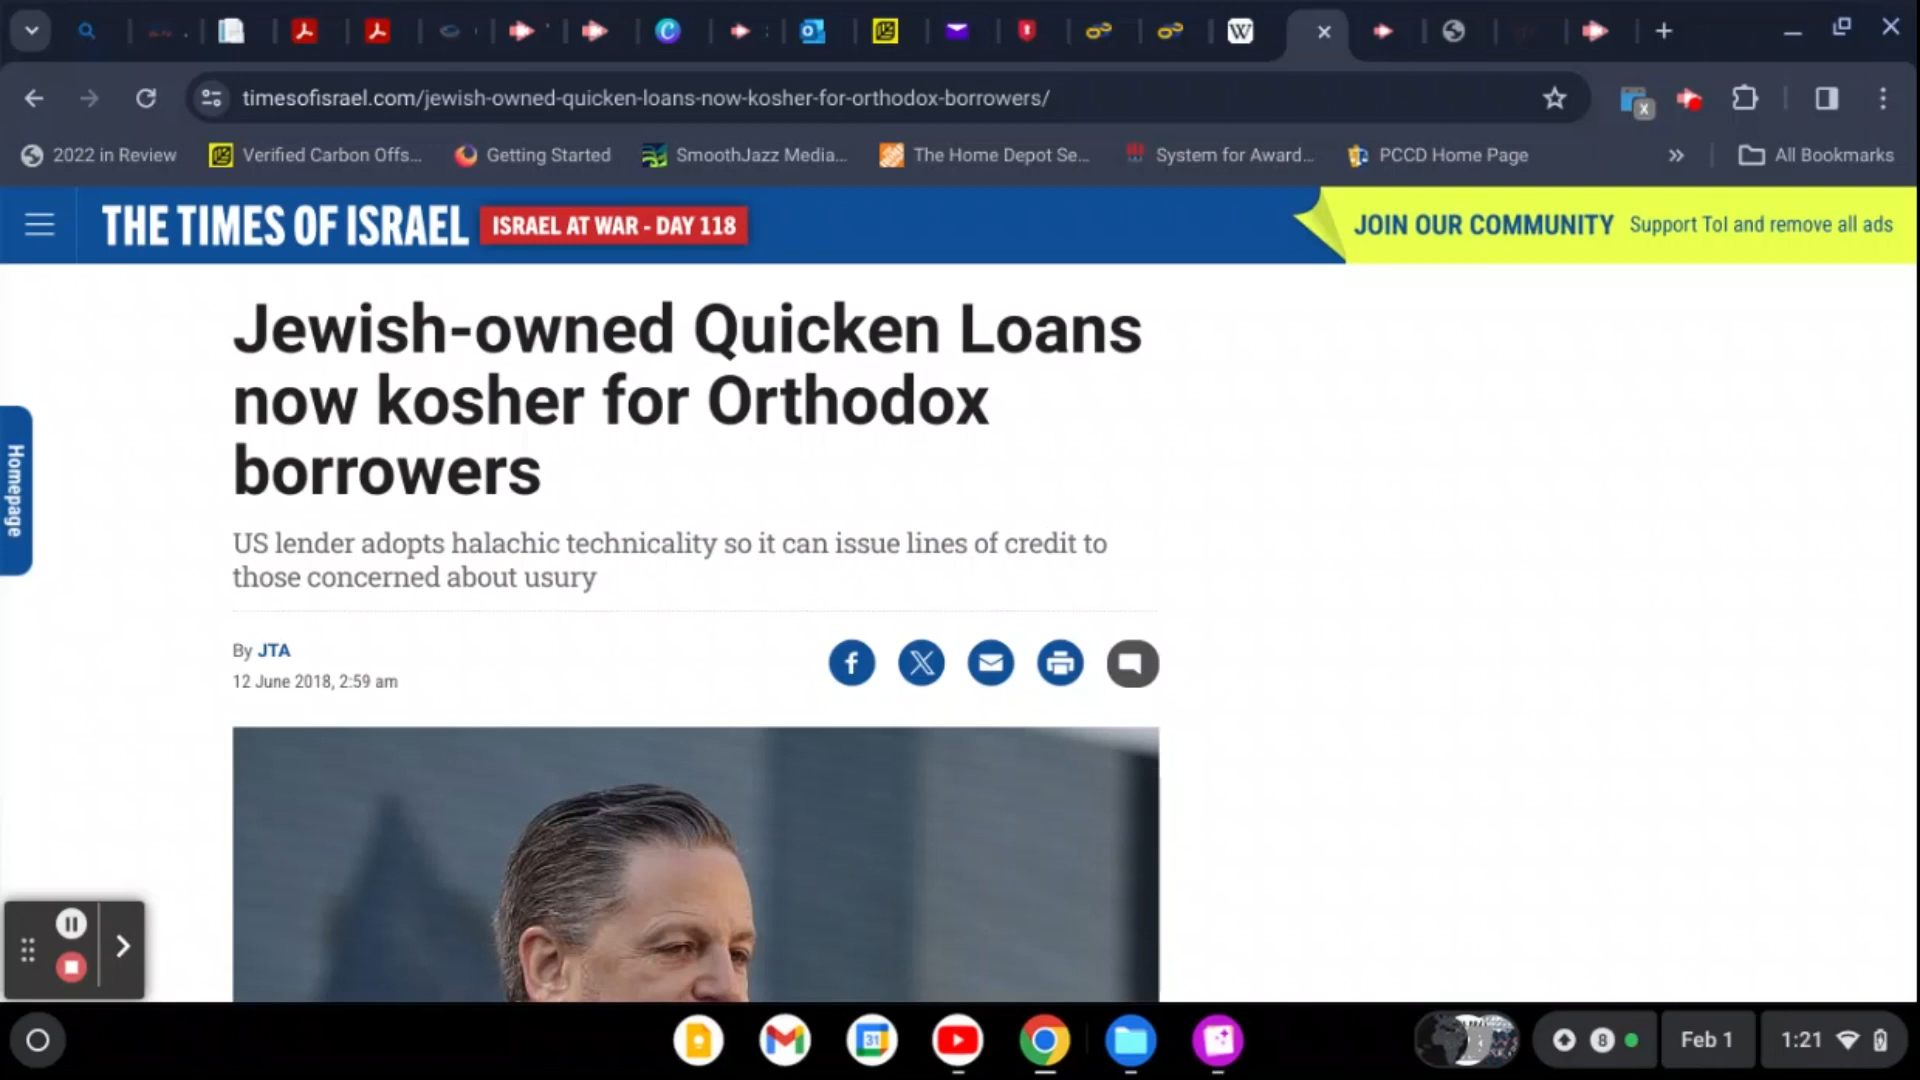 timesofisrael.com/jewish-owned-quicken-loans-now-kosher-for-orthodox-borrowers/
2022 in Review
Verified Carbon Offs...
Getting Started
SmoothJazz Media...
The Home Depot Se...
System for Award...
PCCD Home Page
All Bookmarks
THE TIMES OF ISRAEL
ISRAEL AT WAR - DAY 118
JOIN OUR COMMUNITY
Support ToI and remove all ads
Jewish-owned Quicken Loans
now kosher for Orthodox
borrowers
Homepage
US lender adopts halachic technicality so it can issue lines of credit to
those concerned about usury
By JTA
12 June 2018, 2:59 am
31
8
Feb 1
1:21